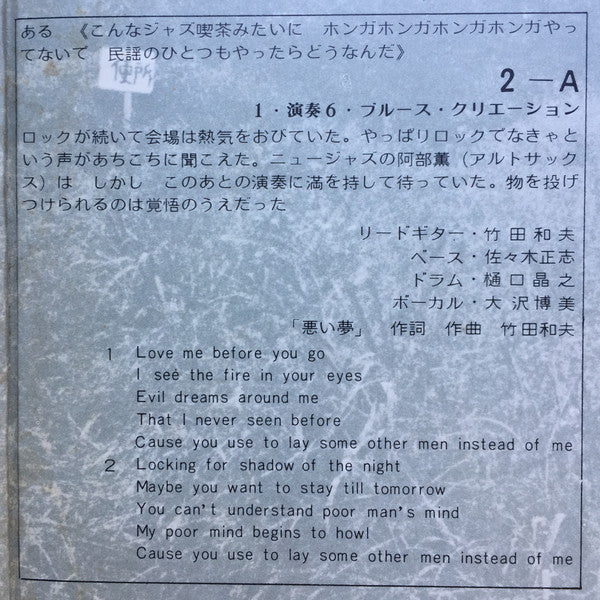 ある　《こんなジャズ喫茶みたいに　ホンガホンガホンガホンガやっ
てないで　民謡のひとつもやったらどうなんだ》
便所
2—A
1・演奏6・ブルース・クリエーション
ロックが続いて会場は熱気をおびていた。やっぱりロックでなきゃと
いう声があちこちに聞こえた。ニュージャズの阿部薫（アルトサック
ス）は　しかし　このあとの演奏に満を持して待っていた。物を投げ
つけられるのは覚悟のうえだった
リードギター・竹田和夫
ベース・佐々木正志
ドラム・樋口晶之
ボーカル・大沢博美
「悪い夢」　作詞　作曲　竹田和夫
1　Love me before you go
I see the fire in your eyes
Evil dreams around me
That I never seen before
Cause you use to lay some other men instead of me
2　Locking for shadow of the night
Maybe you want to stay till tomorrow
You can't understand poor man's mind
My poor mind begins to howl
Cause you use to lay some other men instead of me